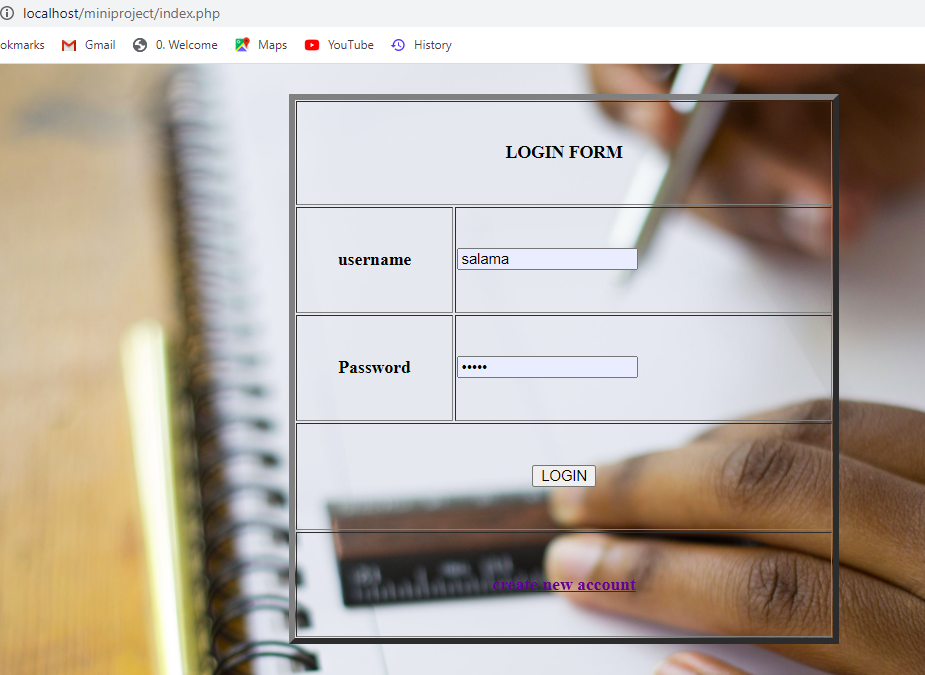 localhost/miniproject/index.php
okmarks Gmail 0. Welcome Maps YouTube History
LOGIN FORM
username salama
Password •••••
LOGIN
create new account